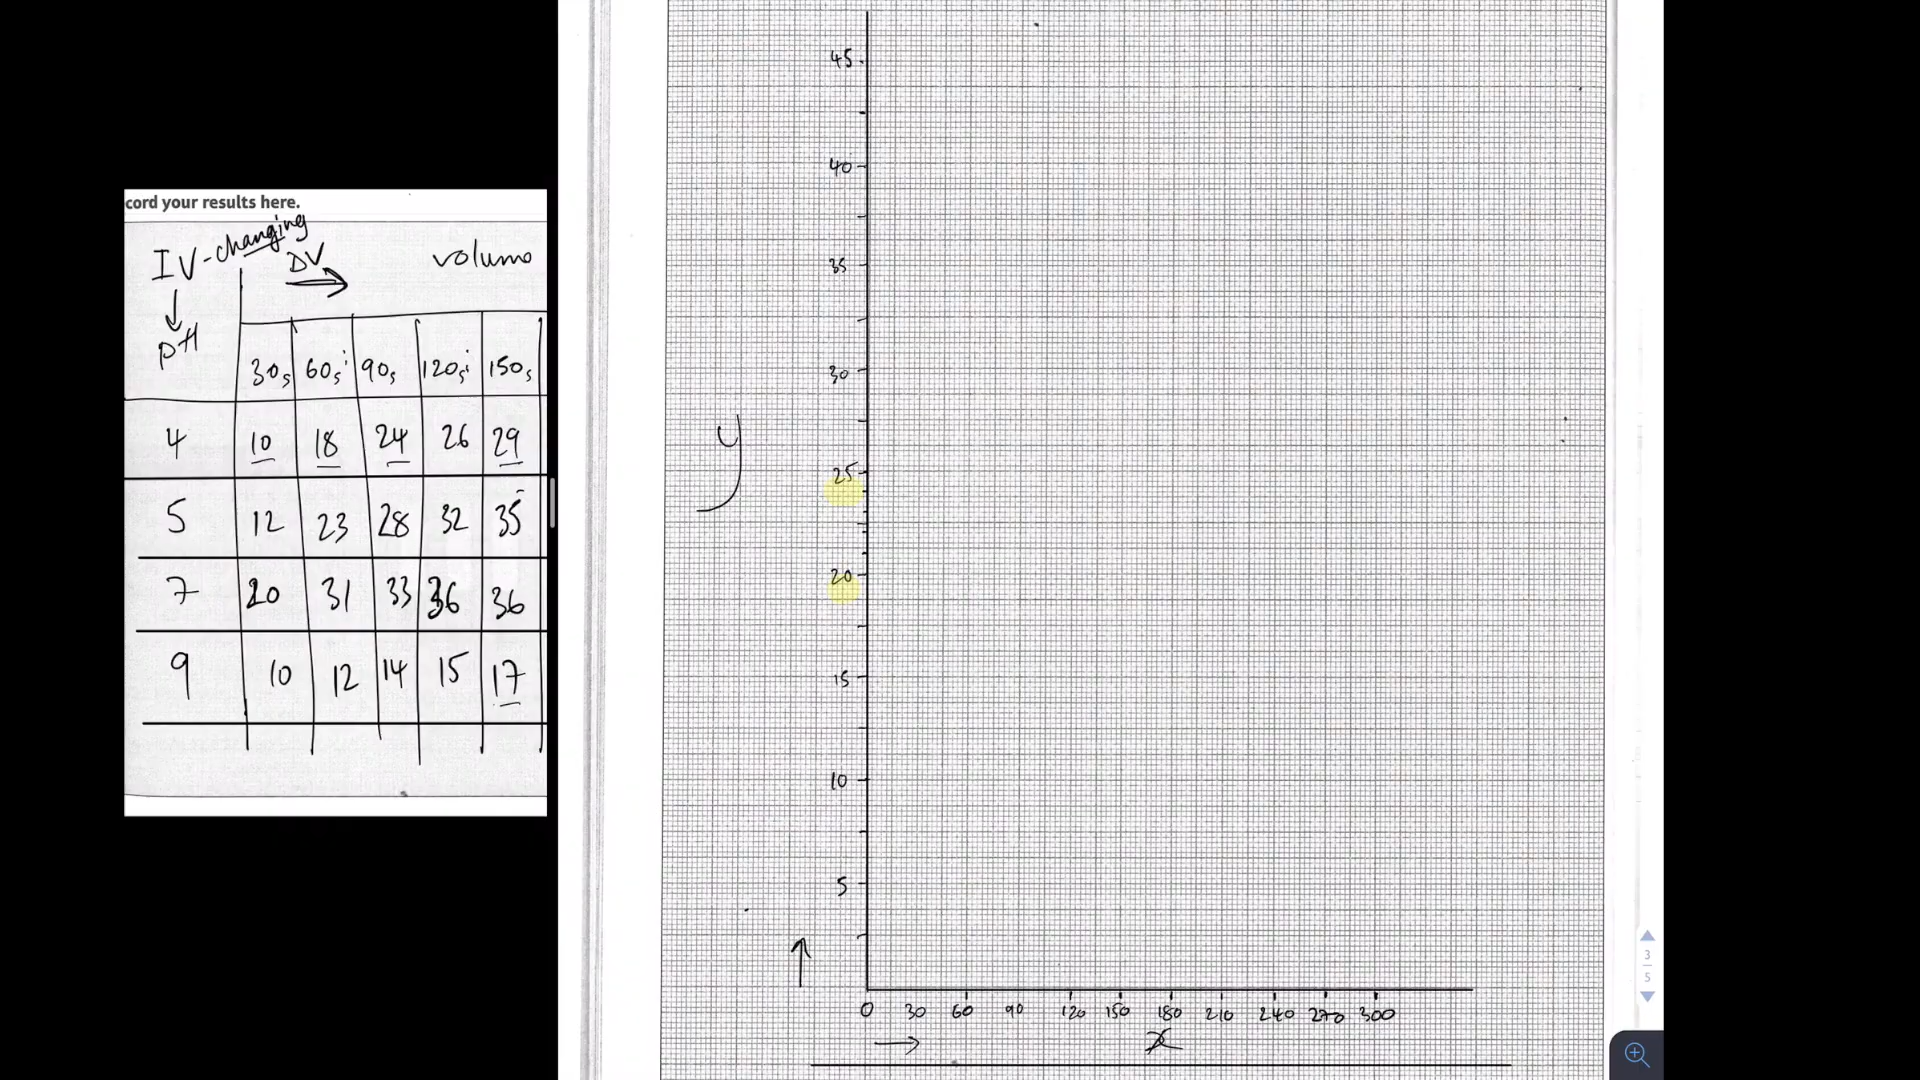 cord your results here.
IV-changing
DV
volume
pH
30s 60s 90s 120s 150s
4 10 18 24 26 29
5 12 23 28 32 35
7 20 31 33 36 36
9 10 12 14 15 17
45
40
35
30
y
25
20
15
10
5
0 30 60 90 120 150 180 210 240 270 300
x
3
5